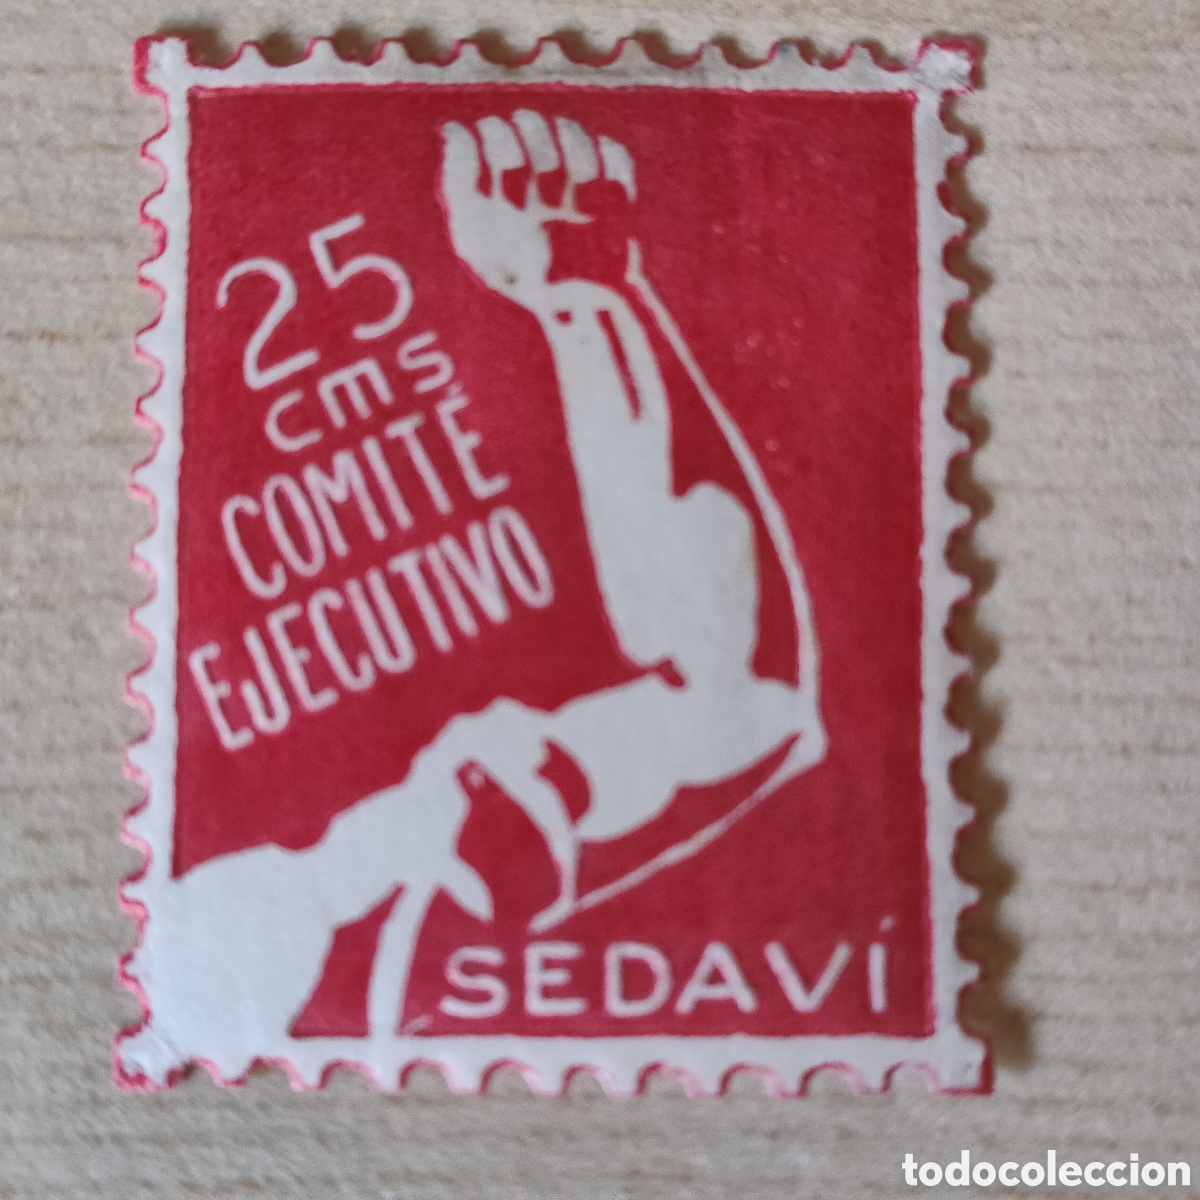 25
cms.
COMITÉ
EJECUTIVO
SEDAVÍ
todocoleccion